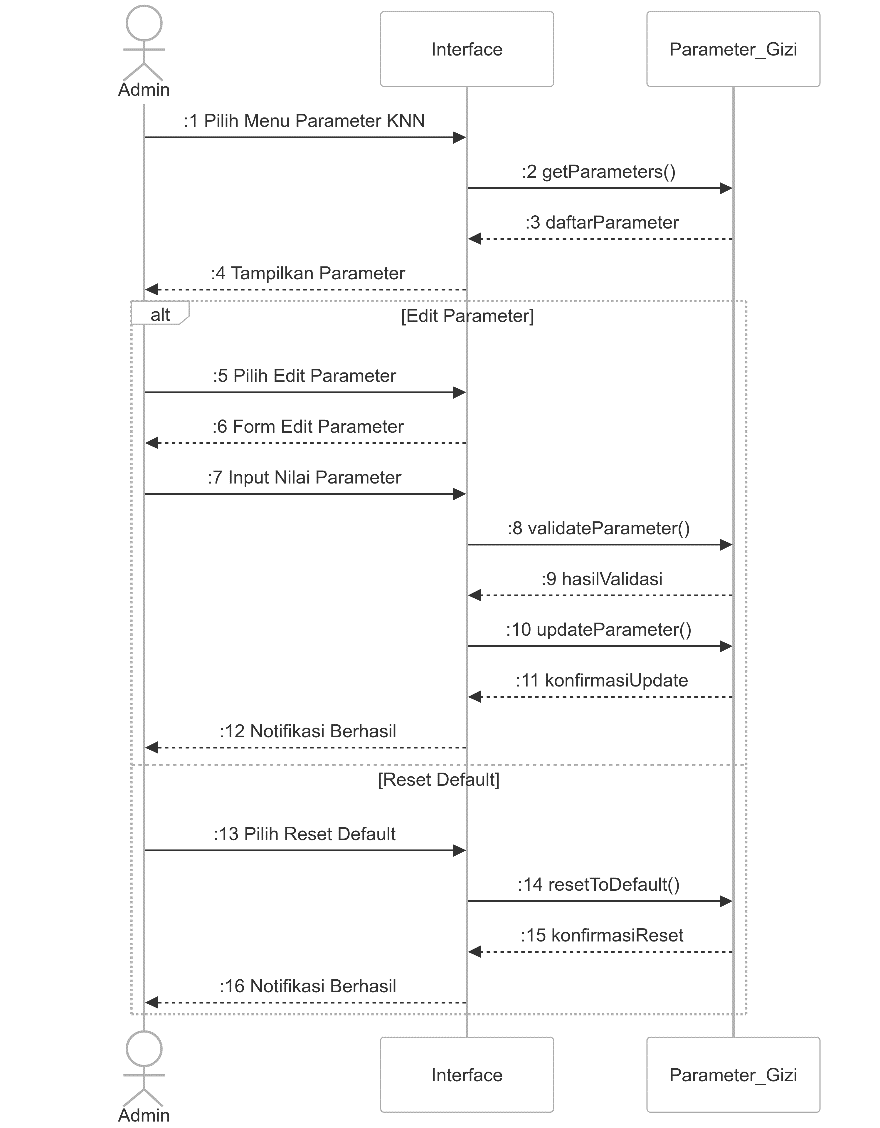 Interface
Parameter_Gizi
Admin
:1 Pilih Menu Parameter KNN
:2 getParameters()
:3 daftarParameter
:4 Tampilkan Parameter
alt
[Edit Parameter]
:5 Pilih Edit Parameter
:6 Form Edit Parameter
:7 Input Nilai Parameter
:8 validateParameter()
:9 hasilValidasi
:10 updateParameter()
:11 konfirmasiUpdate
:12 Notifikasi Berhasil
[Reset Default]
:13 Pilih Reset Default
:14 resetToDefault()
:15 konfirmasiReset
:16 Notifikasi Berhasil
Interface
Parameter_Gizi
Admin